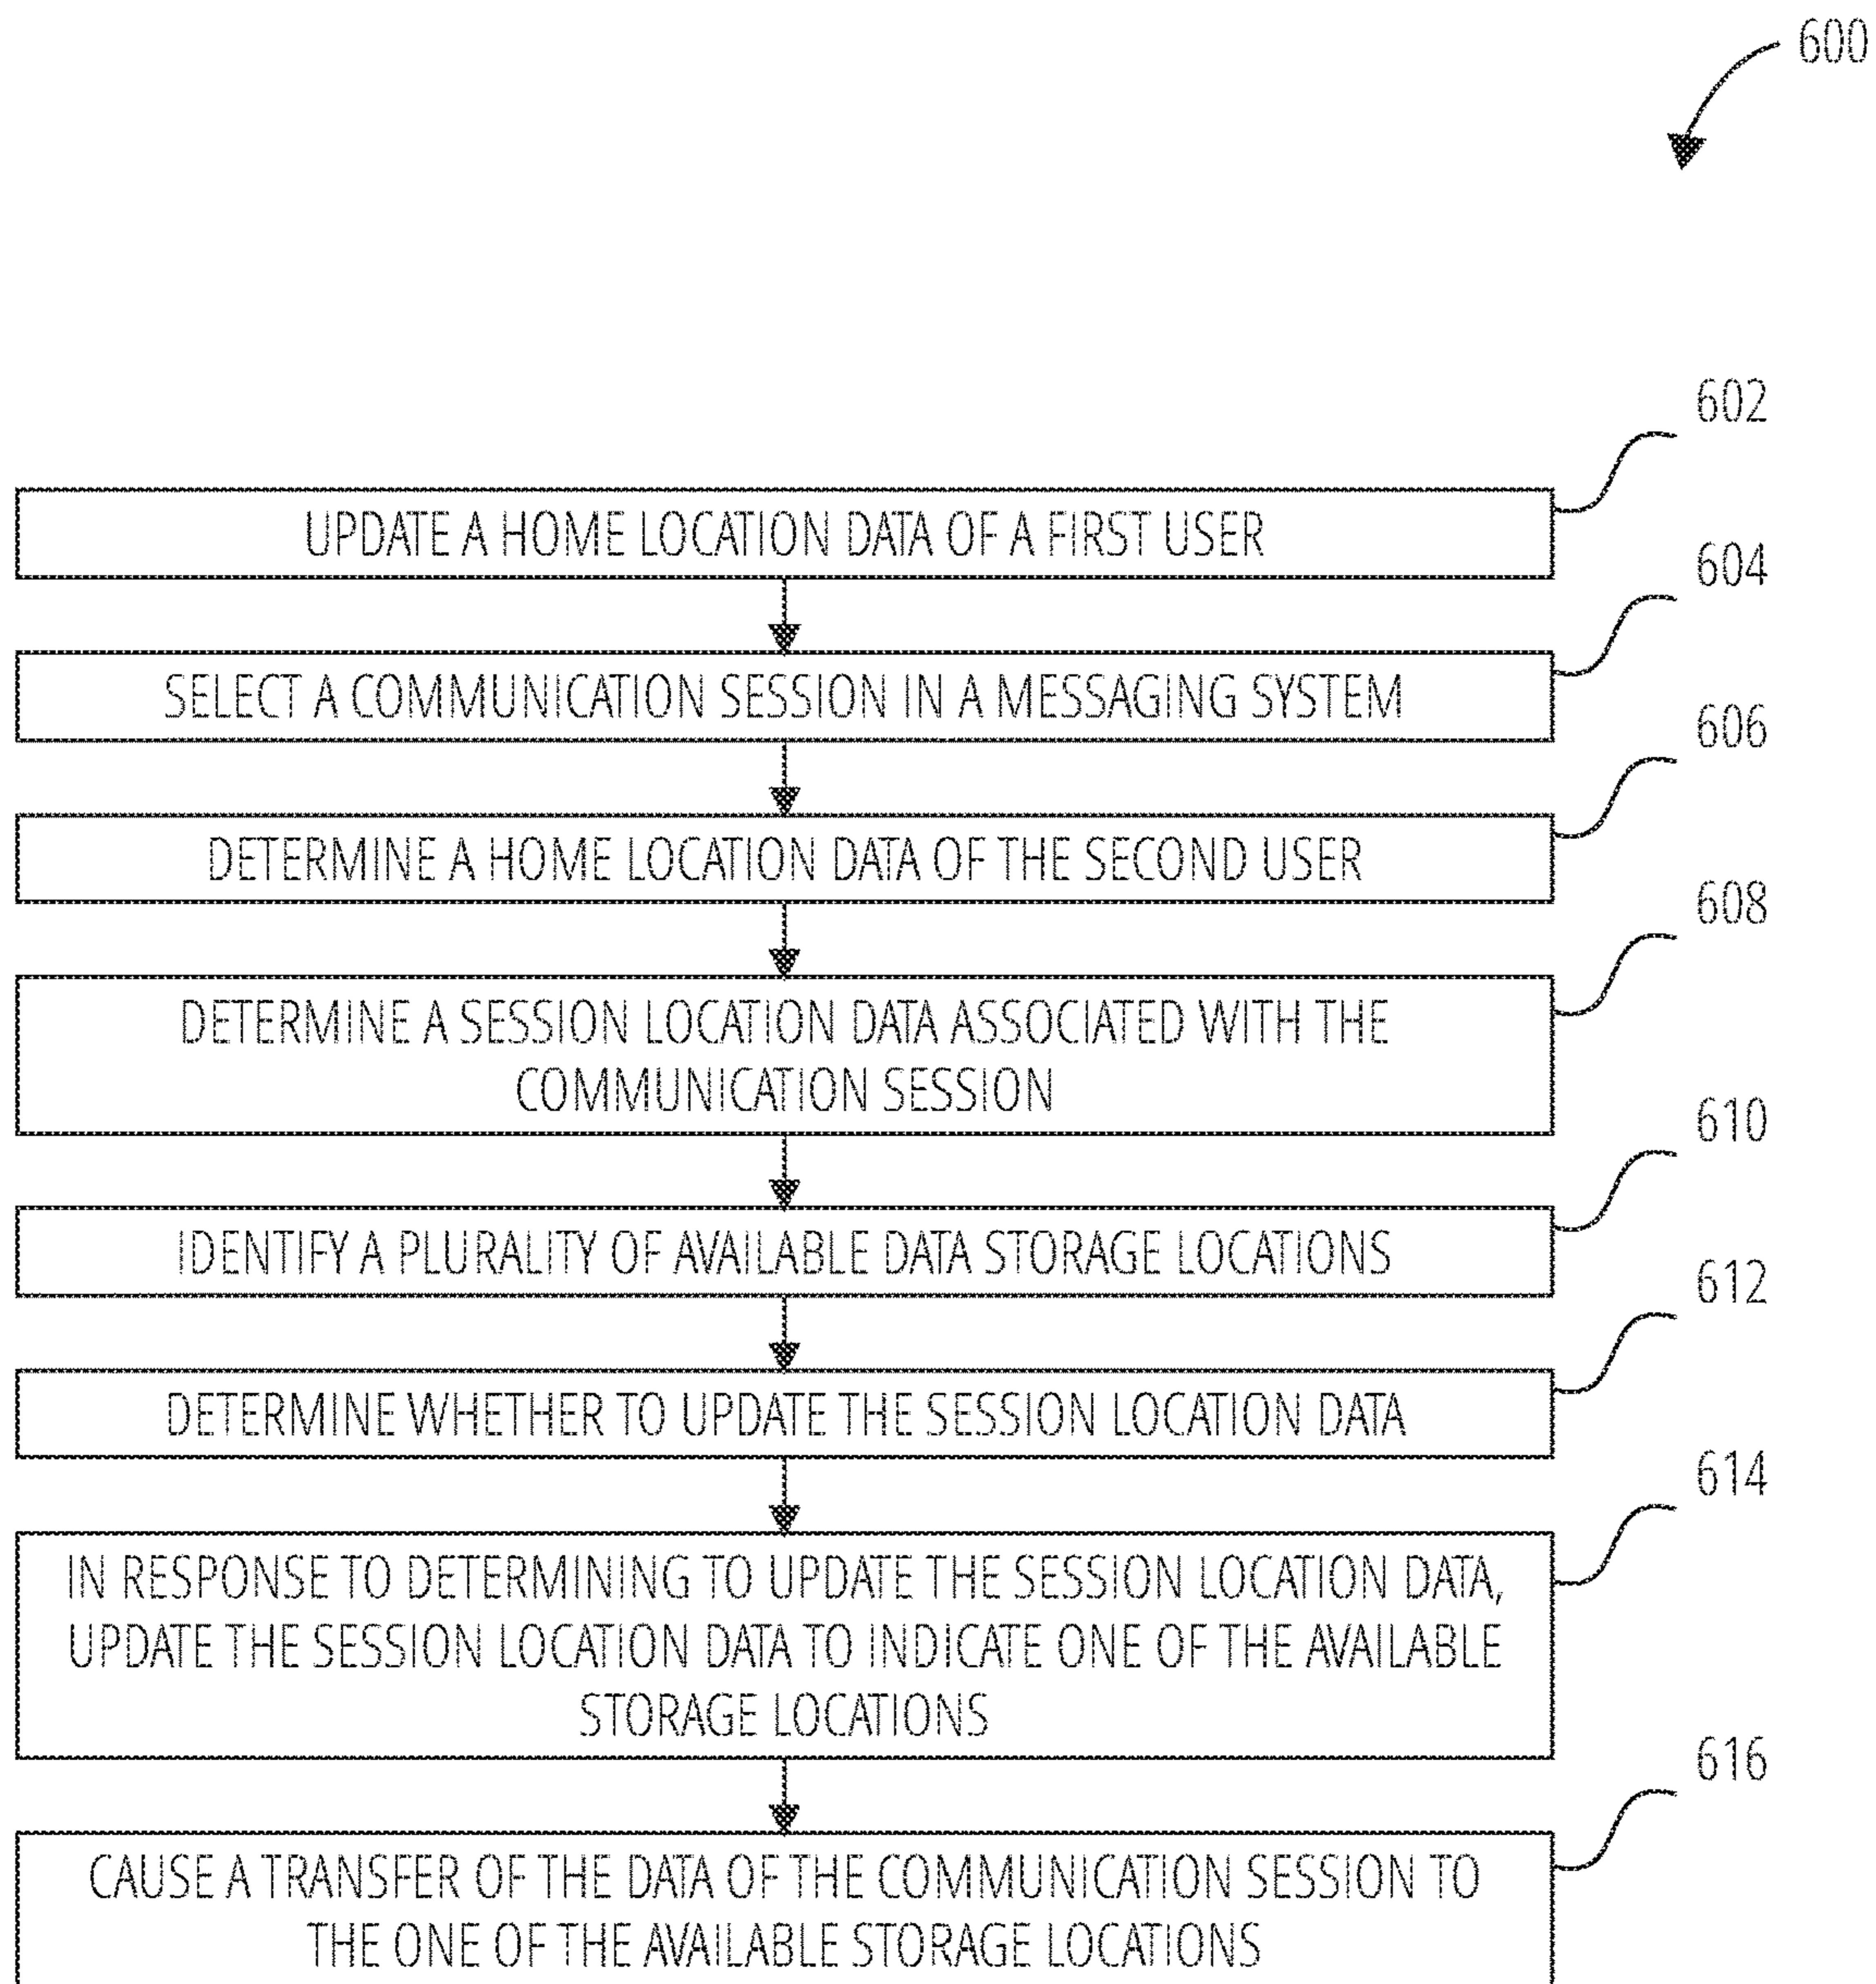 600
602
UPDATE A HOME LOCATION DATA OF A FIRST USER
604
SELECT A COMMUNICATION SESSION IN A MESSAGING SYSTEM
606
DETERMINE A HOME LOCATION DATA OF THE SECOND USER
608
DETERMINE A SESSION LOCATION DATA ASSOCIATED WITH THE
COMMUNICATION SESSION
610
IDENTIFY A PLURALITY OF AVAILABLE DATA STORAGE LOCATIONS
612
DETERMINE WHETHER TO UPDATE THE SESSION LOCATION DATA
614
IN RESPONSE TO DETERMINING TO UPDATE THE SESSION LOCATION DATA,
UPDATE THE SESSION LOCATION DATA TO INDICATE ONE OF THE AVAILABLE
STORAGE LOCATIONS
616
CAUSE A TRANSFER OF THE DATA OF THE COMMUNICATION SESSION TO
THE ONE OF THE AVAILABLE STORAGE LOCATIONS